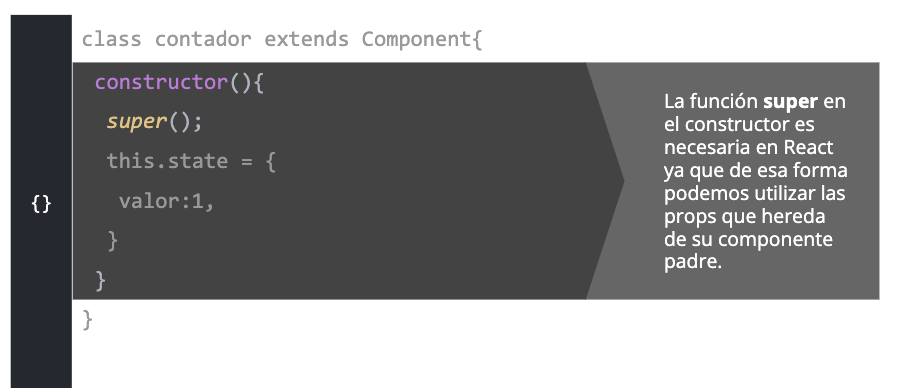 class contador extends Component{
constructor(){
super();
this.state = {
valor:1,
}
}
}
{}
La función super en
el constructor es
necesaria en React
ya que de esa forma
podemos utilizar las
props que hereda
de su componente
padre.